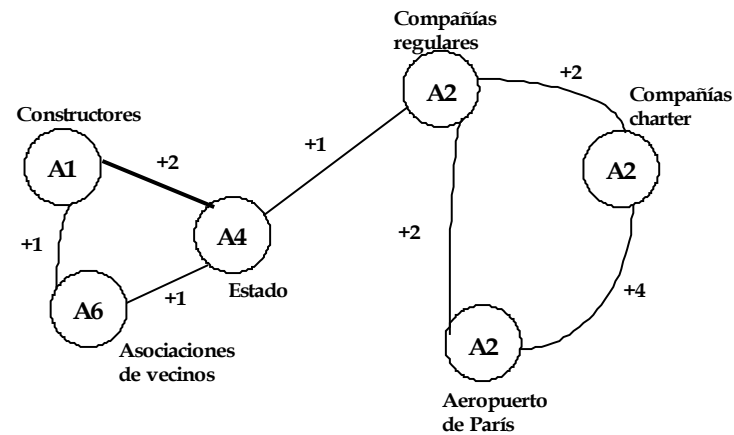 Compañías
regulares
A2
+2
Compañías
charter
A2
Constructores
A1
+2
+1
+1
A4
Estado
+2
+1
A6
+1
Asociaciones
de vecinos
+4
A2
Aeropuerto
de París